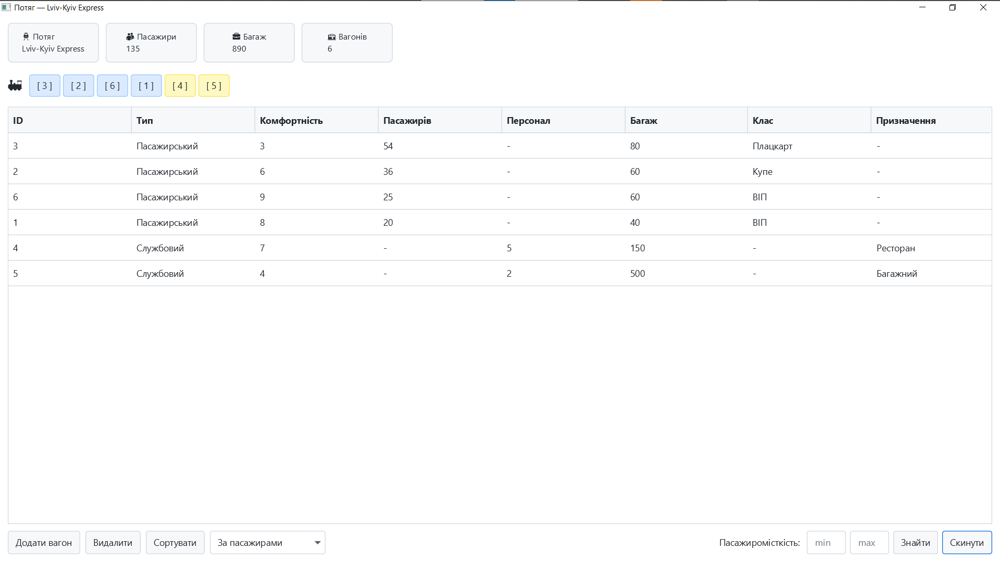 Потяг — Lviv-Kyiv Express
Потяг
Lviv-Kyiv Express
Пасажири
135
Багаж
890
Вагонів
6
[ 3 ] [ 2 ] [ 6 ] [ 1 ] [ 4 ] [ 5 ]
ID Тип Комфортність Пасажирів Персонал Багаж Клас Призначення
3 Пасажирський 3 54 - 80 Плацкарт -
2 Пасажирський 6 36 - 60 Купе -
6 Пасажирський 9 25 - 60 ВІП -
1 Пасажирський 8 20 - 40 ВІП -
4 Службовий 7 - 5 150 - Ресторан
5 Службовий 4 - 2 500 - Багажний
Додати вагон Видалити Сортувати За пасажирами Пасажиромісткість: min max Знайти Скинути